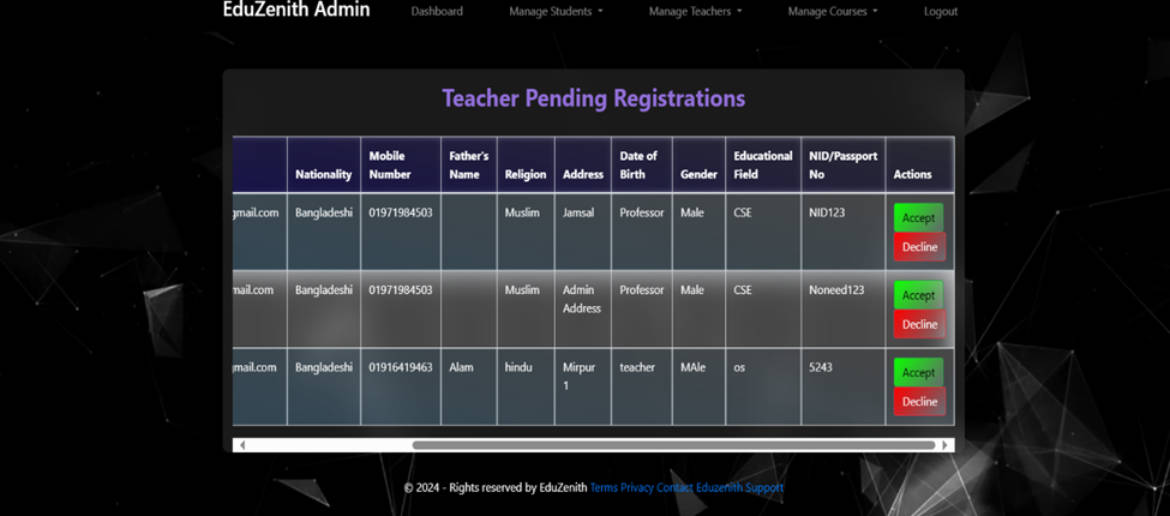 EduZenith Admin Dashboard Manage Students Manage Teachers Manage Courses Logout
Teacher Pending Registrations
Mobile Father's Date of Educational NID/Passport
Nationality Number Name Religion Address Birth Gender Field No Actions
gmail.com Bangladeshi 01971984503 Muslim Jamsal Professor Male CSE NID123 Accept
Decline
mail.com Bangladeshi 01971984503 Muslim Admin Professor Male CSE Noneed123 Accept
Address
Decline
mail.com Bangladeshi 01916419463 Alam hindu Mirpur teacher MAle os 5243 Accept
1
Decline
© 2024 - Rights reserved by EduZenith Terms Privacy Contact Eduzenith Support